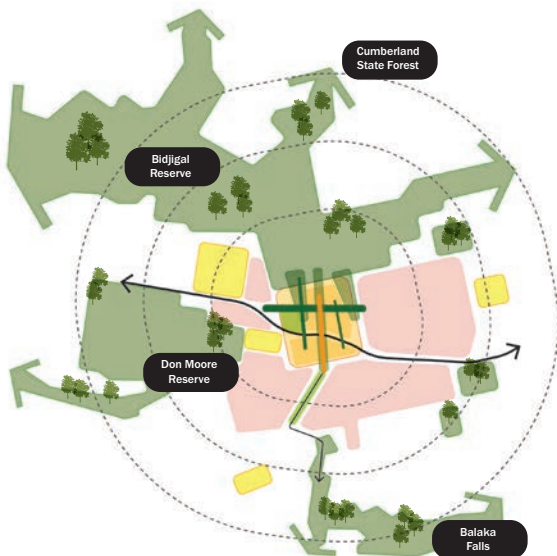 Cumberland
State Forest
Bidjigal
Reserve
Don Moore
Reserve
Balaka
Falls